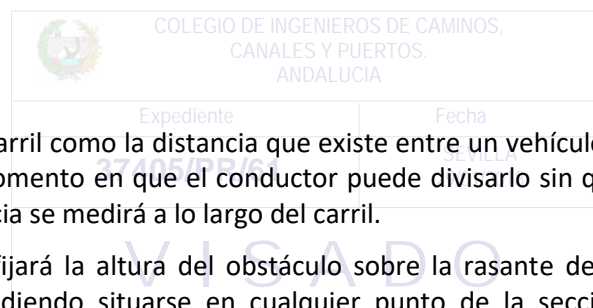 COLEGIO DE INGENIEROS DE CAMINOS,
CANALES Y PUERTOS.
ANDALUCIA
Expediente Fecha
arril como la distancia que existe entre un vehícul
37405/PR/61 SEVILLA
omento en que el conductor puede divisarlo sin q
cia se medirá a lo largo del carril.
VISADO
fijará la altura del obstáculo sobre la rasante de
diendo situarse en cualquier punto de la secci